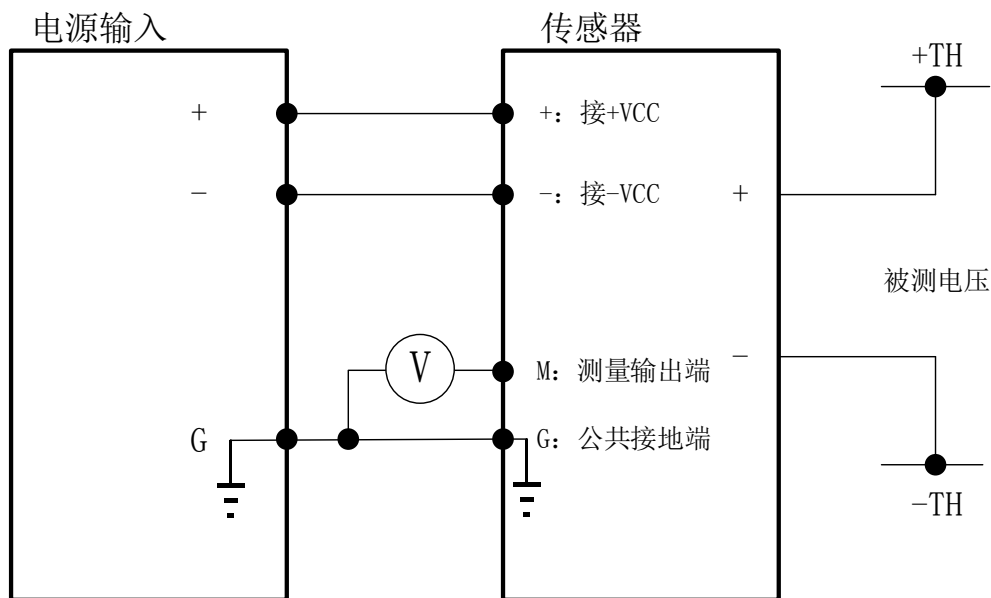 电源输入
传感器
+TH
+
+: 接+VCC
−
−: 接−VCC
+
被测电压
V
M: 测量输出端
−
G
G: 公共接地端
−TH